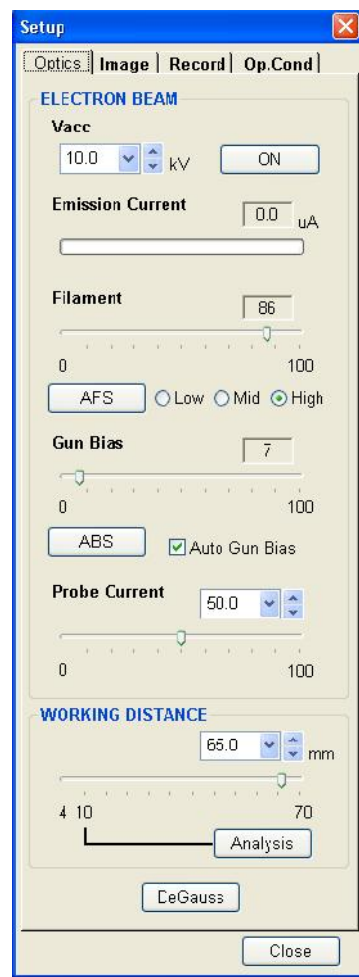 Setup
Optics Image Record Op.Cond
ELECTRON BEAM
Vacc
10.0 kV ON
Emission Current 0.0 uA
Filament 86
0 100
AFS Low Mid High
Gun Bias 7
0 100
ABS Auto Gun Bias
Probe Current 50.0
0 100
WORKING DISTANCE
65.0 mm
4 10 70
Analysis
DeGauss
Close